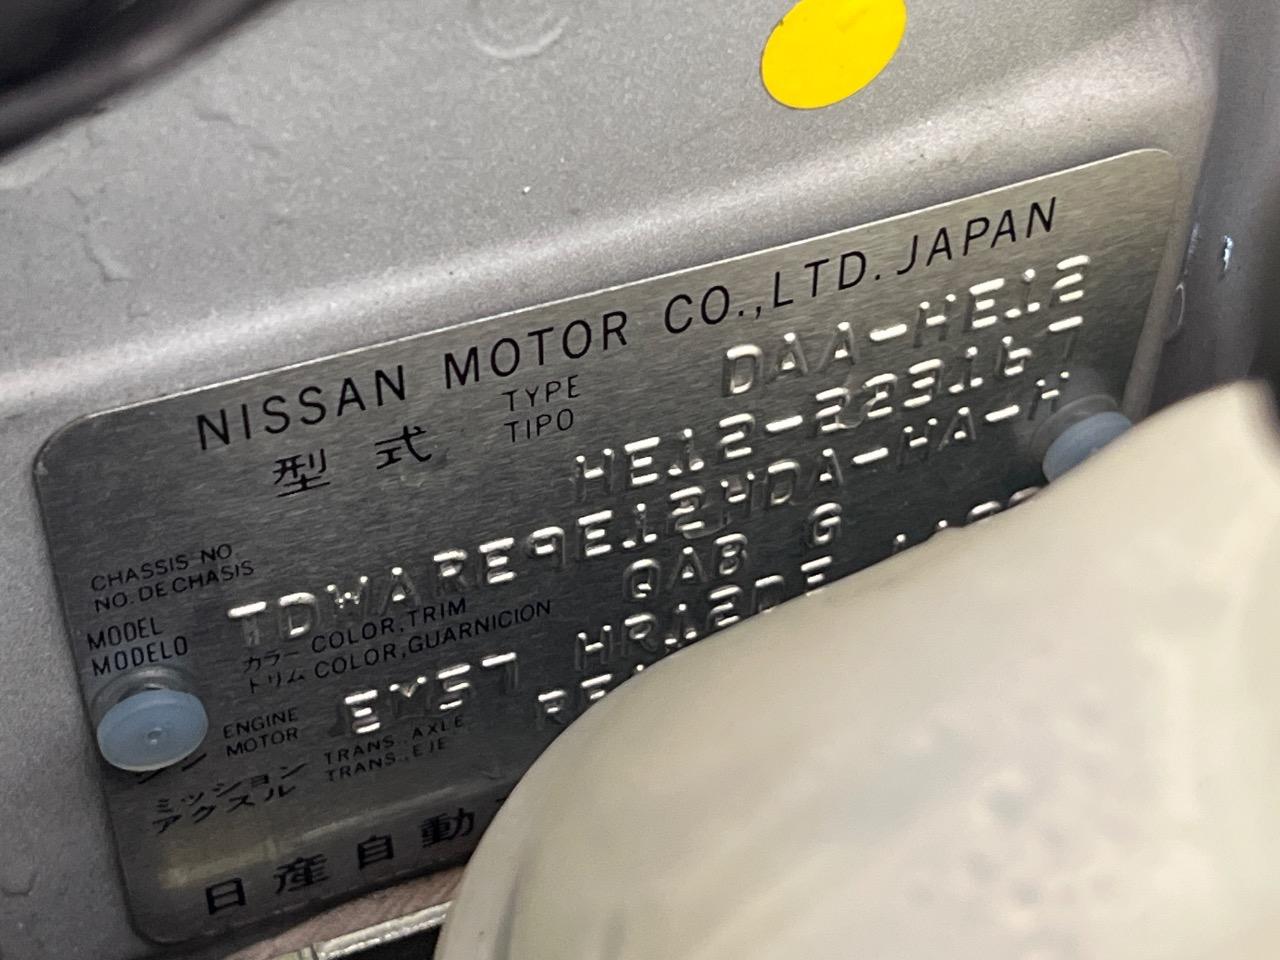 NISSAN MOTOR CO.,LTD. JAPAN
型式 TYPE TIPO DAA-HE12
CHASSIS NO. NO. DE CHASIS HE12-223167
MODEL MODELO TDWARE9E12HDA-HA-H
カラー COLOR,TRIM
トリム COLOR,GUARNICION QAB G
ENGINE MOTOR EM57 HR12DE
ミッション TRANS., AXLE
アクスル TRANS., EJE
日産自動